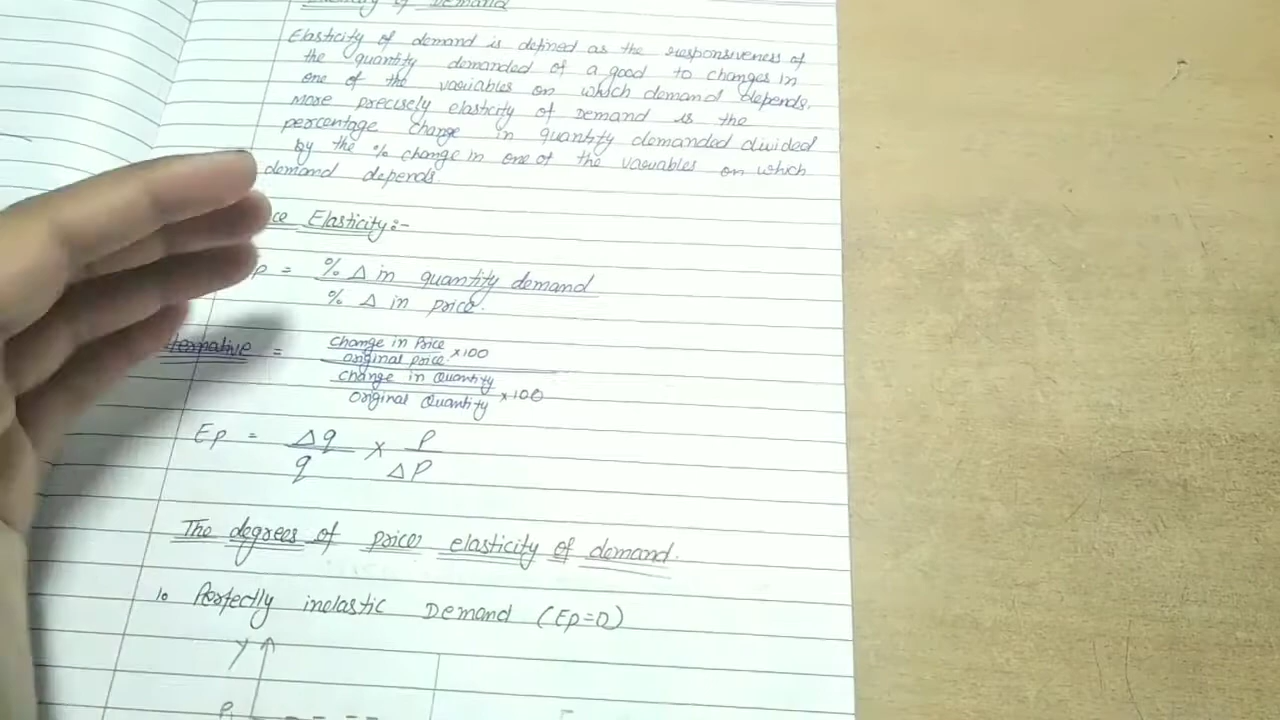 of Demand
Elasticity of demand is defined as the responsiveness of
the quantity demanded of a good to changes in
one of the variables on which demand depends.
More precisely elasticity of Demand is the
percentage change in quantity demanded divided
by the % change in one of the variables on which
demand depends.
ce Elasticity:-
p = % Δ in quantity demand
% Δ in price.
ternative = change in Price
original price ×100
change in Quantity
original Quantity ×100
Ep = Δq × P
q ΔP
The degrees of price elasticity of demand.
1. Perfectly inelastic Demand (Ep=0)
Y
P